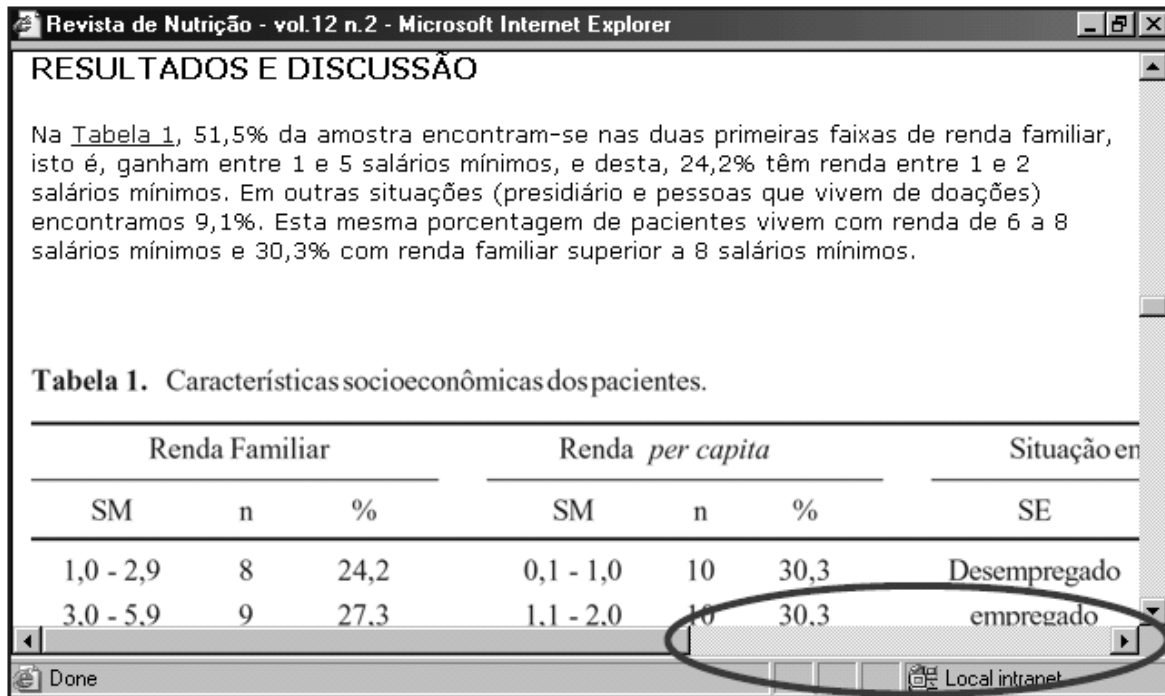 Revista de Nutrição - vol.12 n.2 - Microsoft Internet Explorer
RESULTADOS E DISCUSSÃO
Na Tabela 1, 51,5% da amostra encontram-se nas duas primeiras faixas de renda familiar,
isto é, ganham entre 1 e 5 salários mínimos, e desta, 24,2% têm renda entre 1 e 2
salários mínimos. Em outras situações (presidiário e pessoas que vivem de doações)
encontramos 9,1%. Esta mesma porcentagem de pacientes vivem com renda de 6 a 8
salários mínimos e 30,3% com renda familiar superior a 8 salários mínimos.
Tabela 1. Características socioeconômicas dos pacientes.
Renda Familiar Renda per capita Situação en
SM n % SM n % SE
1,0 - 2,9 8 24,2 0,1 - 1,0 10 30,3 Desempregado
3,0 - 5,9 9 27,3 1,1 - 2,0 10 30,3 empregado
Done Local intranet